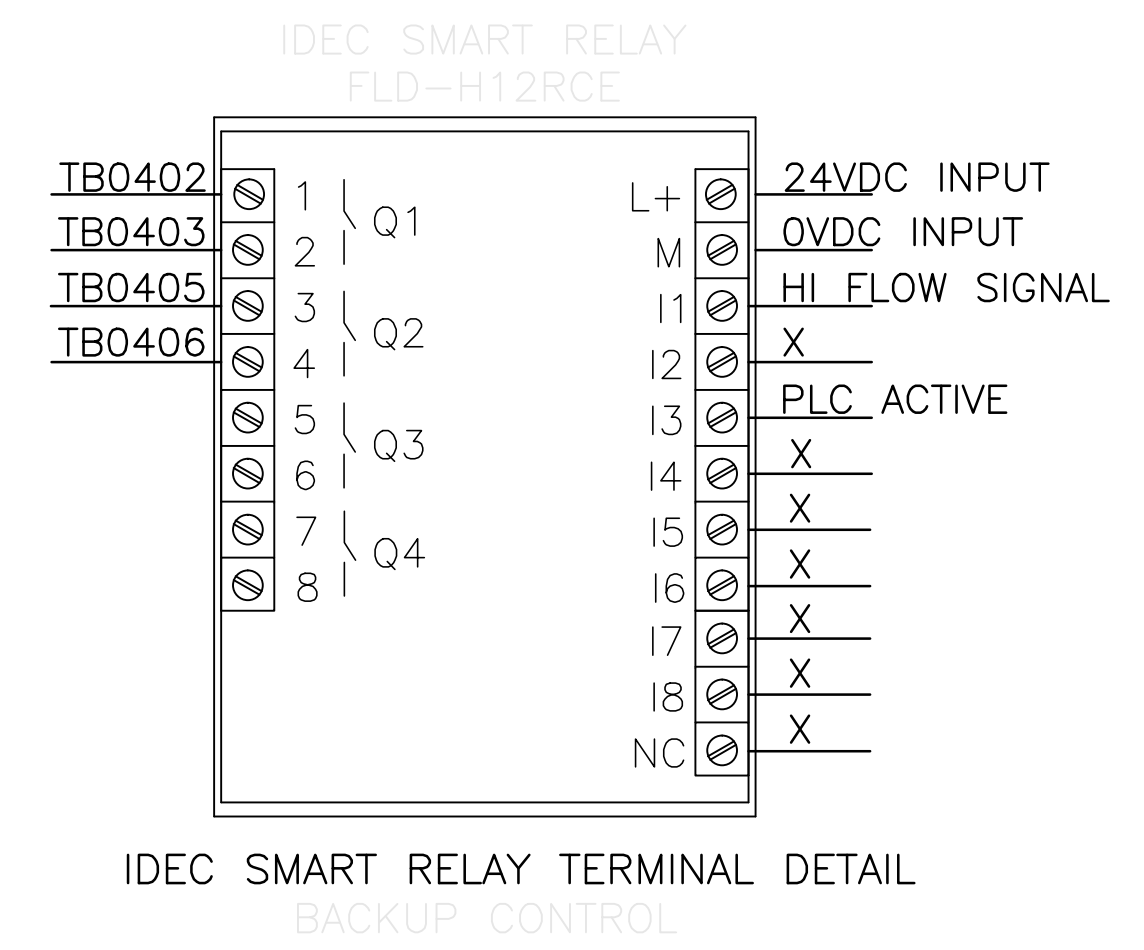 IDEC SMART RELAY
FLD-H12RCE
TB0402 1 L+ 24VDC INPUT
Q1
TB0403 2 M 0VDC INPUT
TB0405 3 I1 HI FLOW SIGNAL
Q2
TB0406 4 I2 X
5 I3 PLC ACTIVE
Q3
6 I4 X
7 I5 X
Q4
8 I6 X
I7 X
I8 X
NC X
IDEC SMART RELAY TERMINAL DETAIL
BACKUP CONTROL